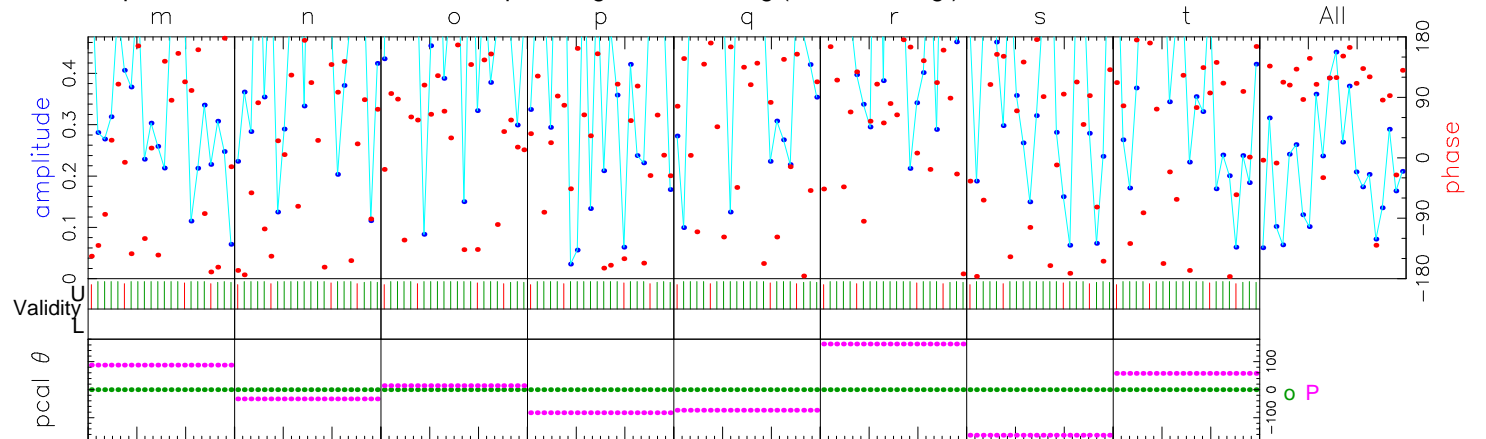 m n o p q r s t All
amplitude
0 0.1 0.2 0.3 0.4
phase
180 90 0 −90 −180
Validity
U
L
pcal θ
100 0 −100
o P